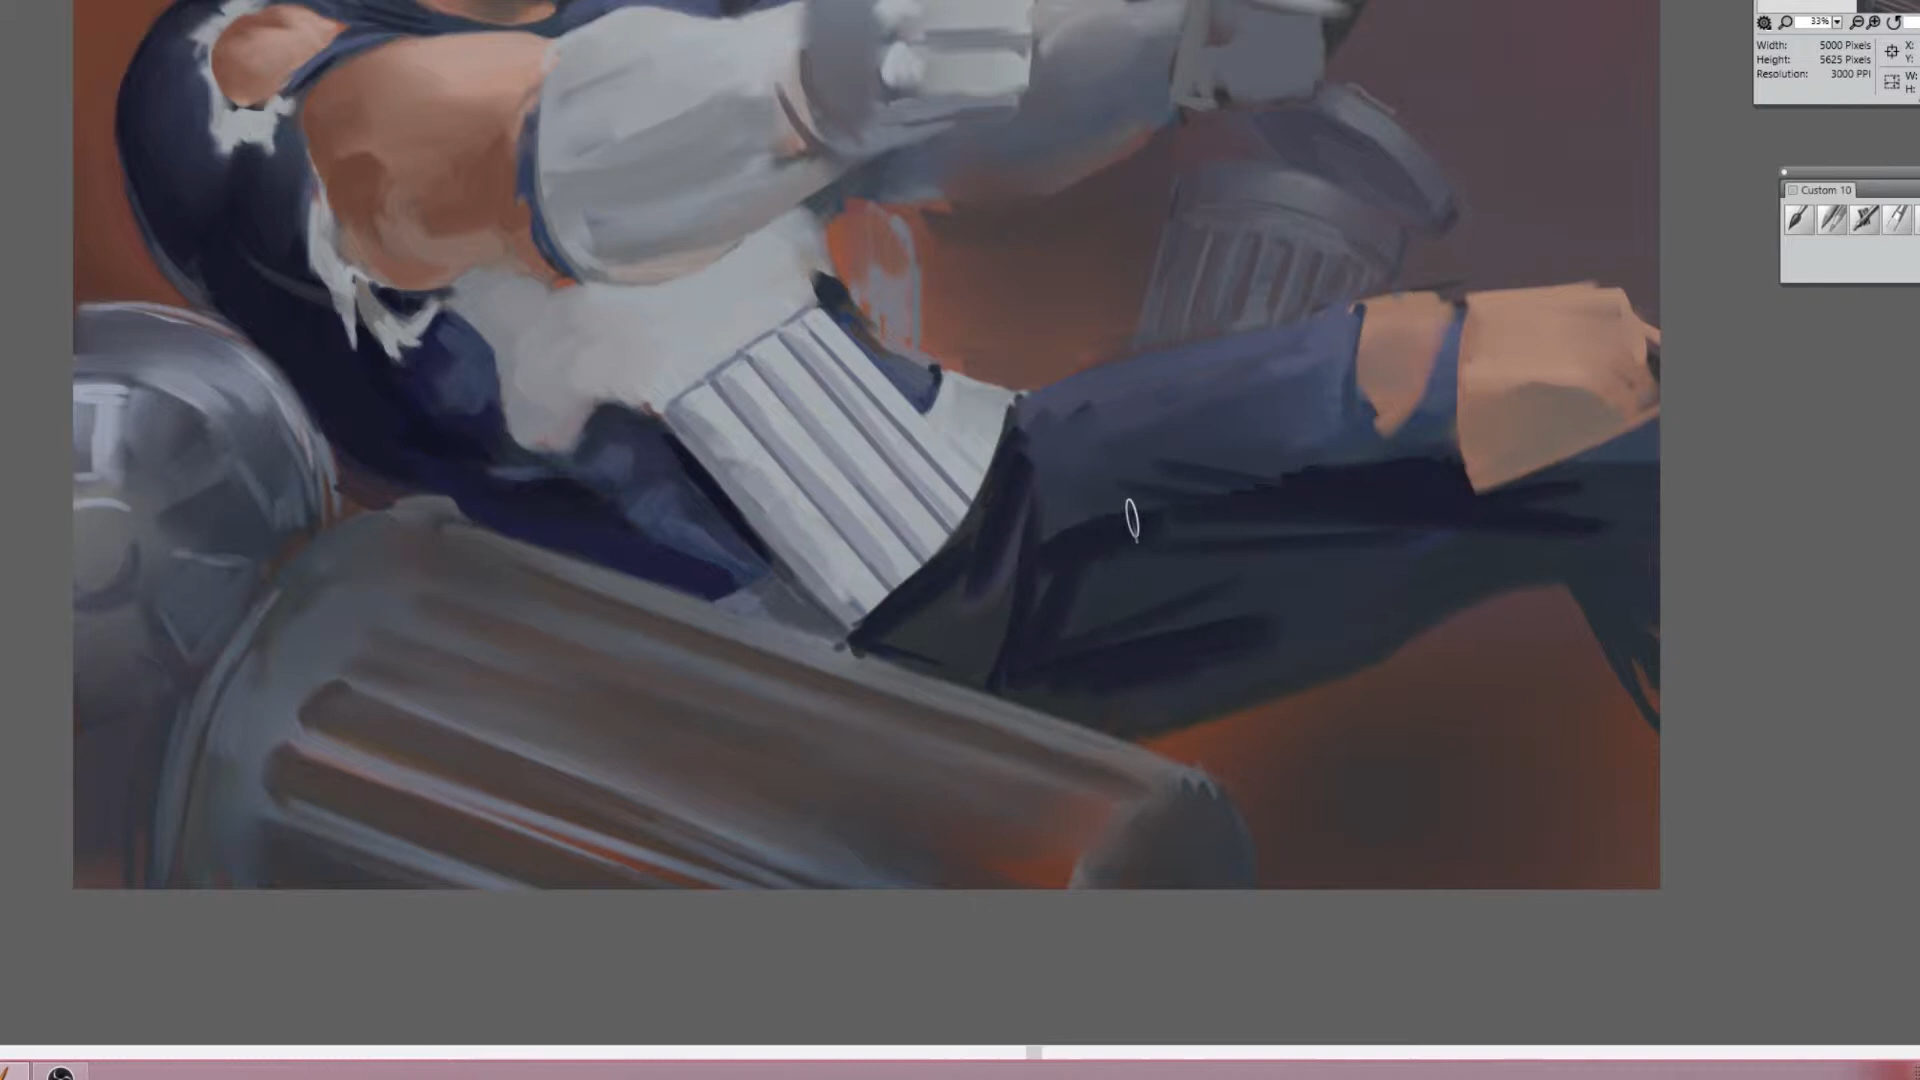 33%
Width: 5000 Pixels X:
Height: 5625 Pixels Y:
Resolution: 3000 PPI W:
H:
Custom 10